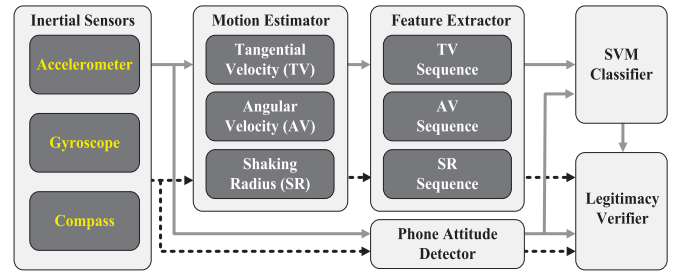 Inertial Sensors
Accelerometer
Gyroscope
Compass
Motion Estimator
Tangential
Velocity (TV)
Angular
Velocity (AV)
Shaking
Radius (SR)
Feature Extractor
TV
Sequence
AV
Sequence
SR
Sequence
Phone Attitude
Detector
SVM
Classifier
Legitimacy
Verifier